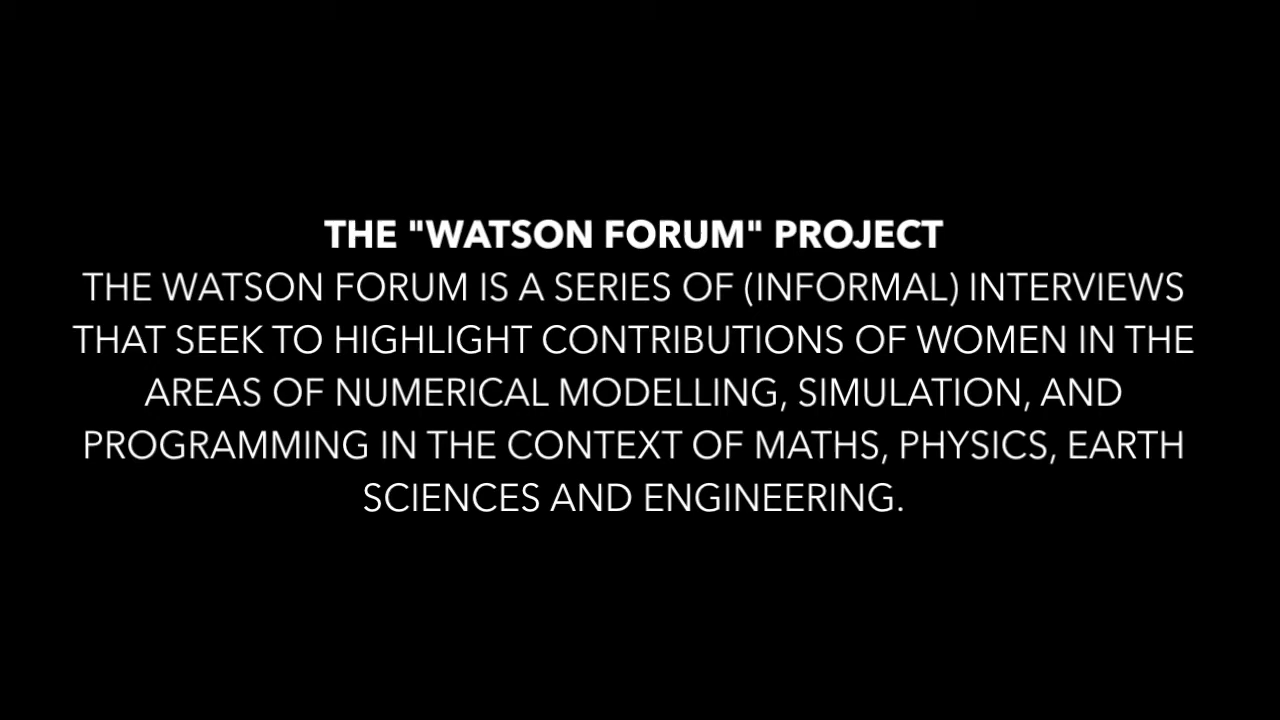 THE "WATSON FORUM" PROJECT
THE WATSON FORUM IS A SERIES OF (INFORMAL) INTERVIEWS
THAT SEEK TO HIGHLIGHT CONTRIBUTIONS OF WOMEN IN THE
AREAS OF NUMERICAL MODELLING, SIMULATION, AND
PROGRAMMING IN THE CONTEXT OF MATHS, PHYSICS, EARTH
SCIENCES AND ENGINEERING.